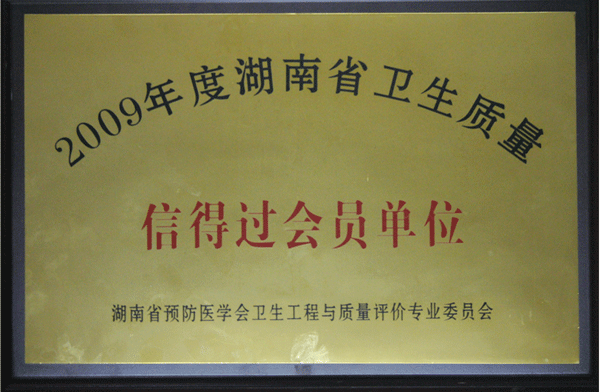 2009年度湖南省卫生质量
信得过会员单位
湖南省预防医学会卫生工程与质量评价专业委员会